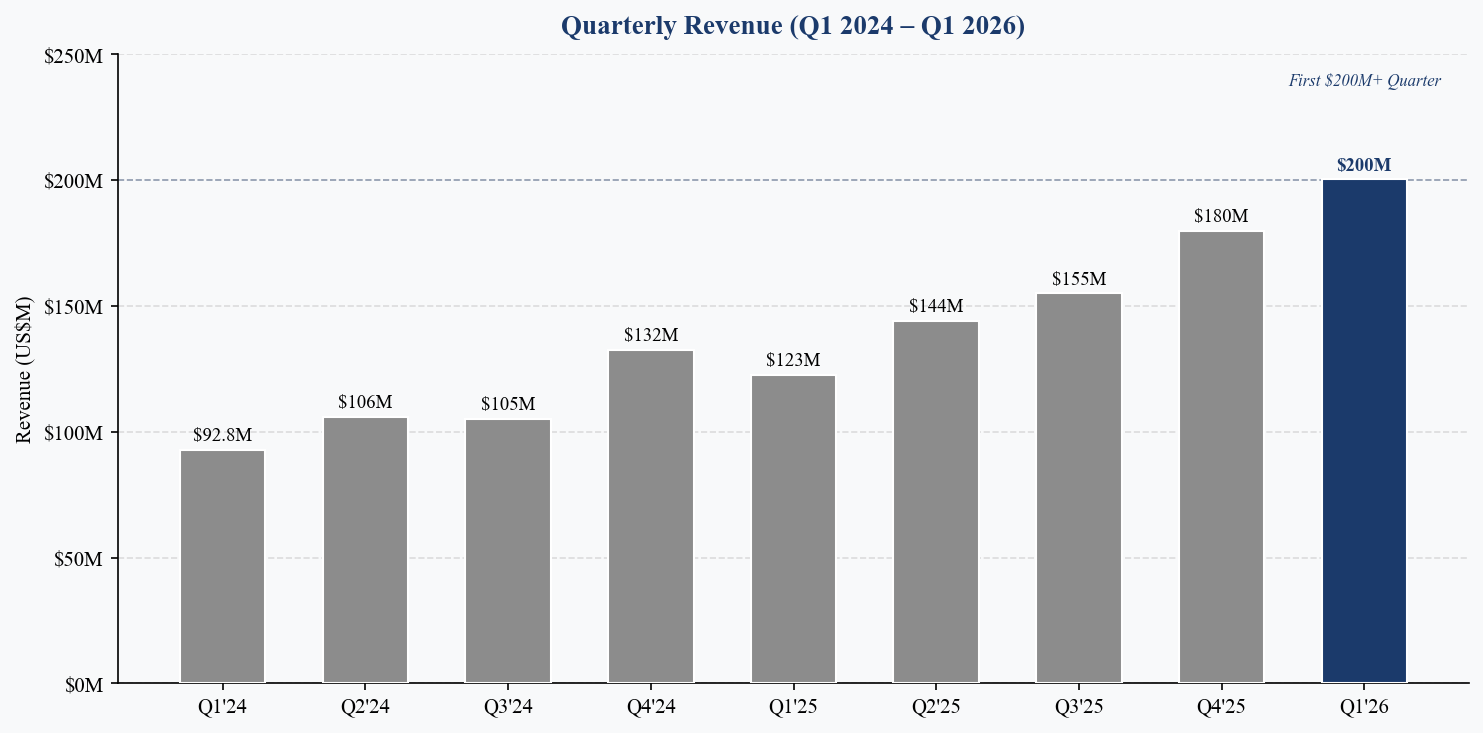 Quarterly Revenue (Q1 2024 – Q1 2026)
First $200M+ Quarter
Revenue (US$M)
$250M
$200M
$150M
$100M
$50M
$0M
$92.8M
$106M
$105M
$132M
$123M
$144M
$155M
$180M
$200M
Q1'24
Q2'24
Q3'24
Q4'24
Q1'25
Q2'25
Q3'25
Q4'25
Q1'26